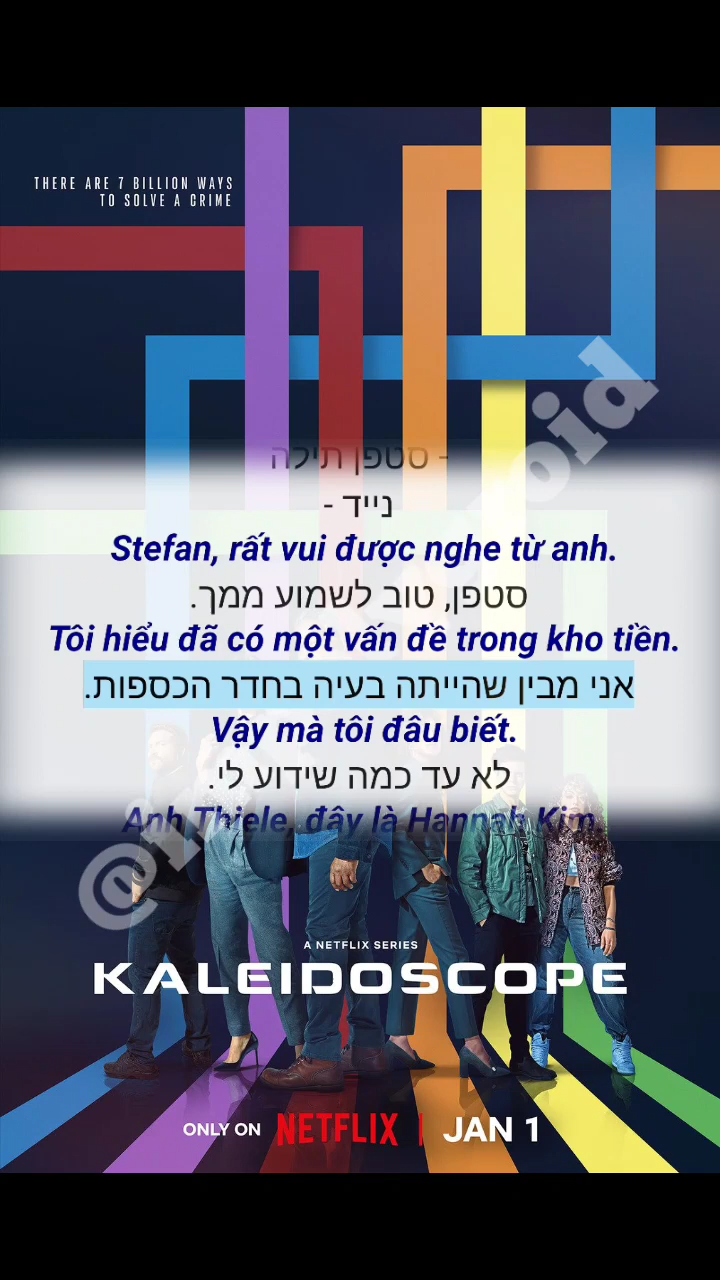 THERE ARE 7 BILLION WAYS
TO SOLVE A CRIME
- סטפן תילה
נייד -
Stefan, rất vui được nghe từ anh.
סטפן, טוב לשמוע ממך.
Tôi hiểu đã có một vấn đề trong kho tiền.
אני מבין שהייתה בעיה בחדר הכספות.
Vậy mà tôi đâu biết.
לא עד כמה שידוע לי.
Anh Thiele, đây là Hannah Kim.
A NETFLIX SERIES
KALEIDOSCOPE
ONLY ON NETFLIX | JAN 1